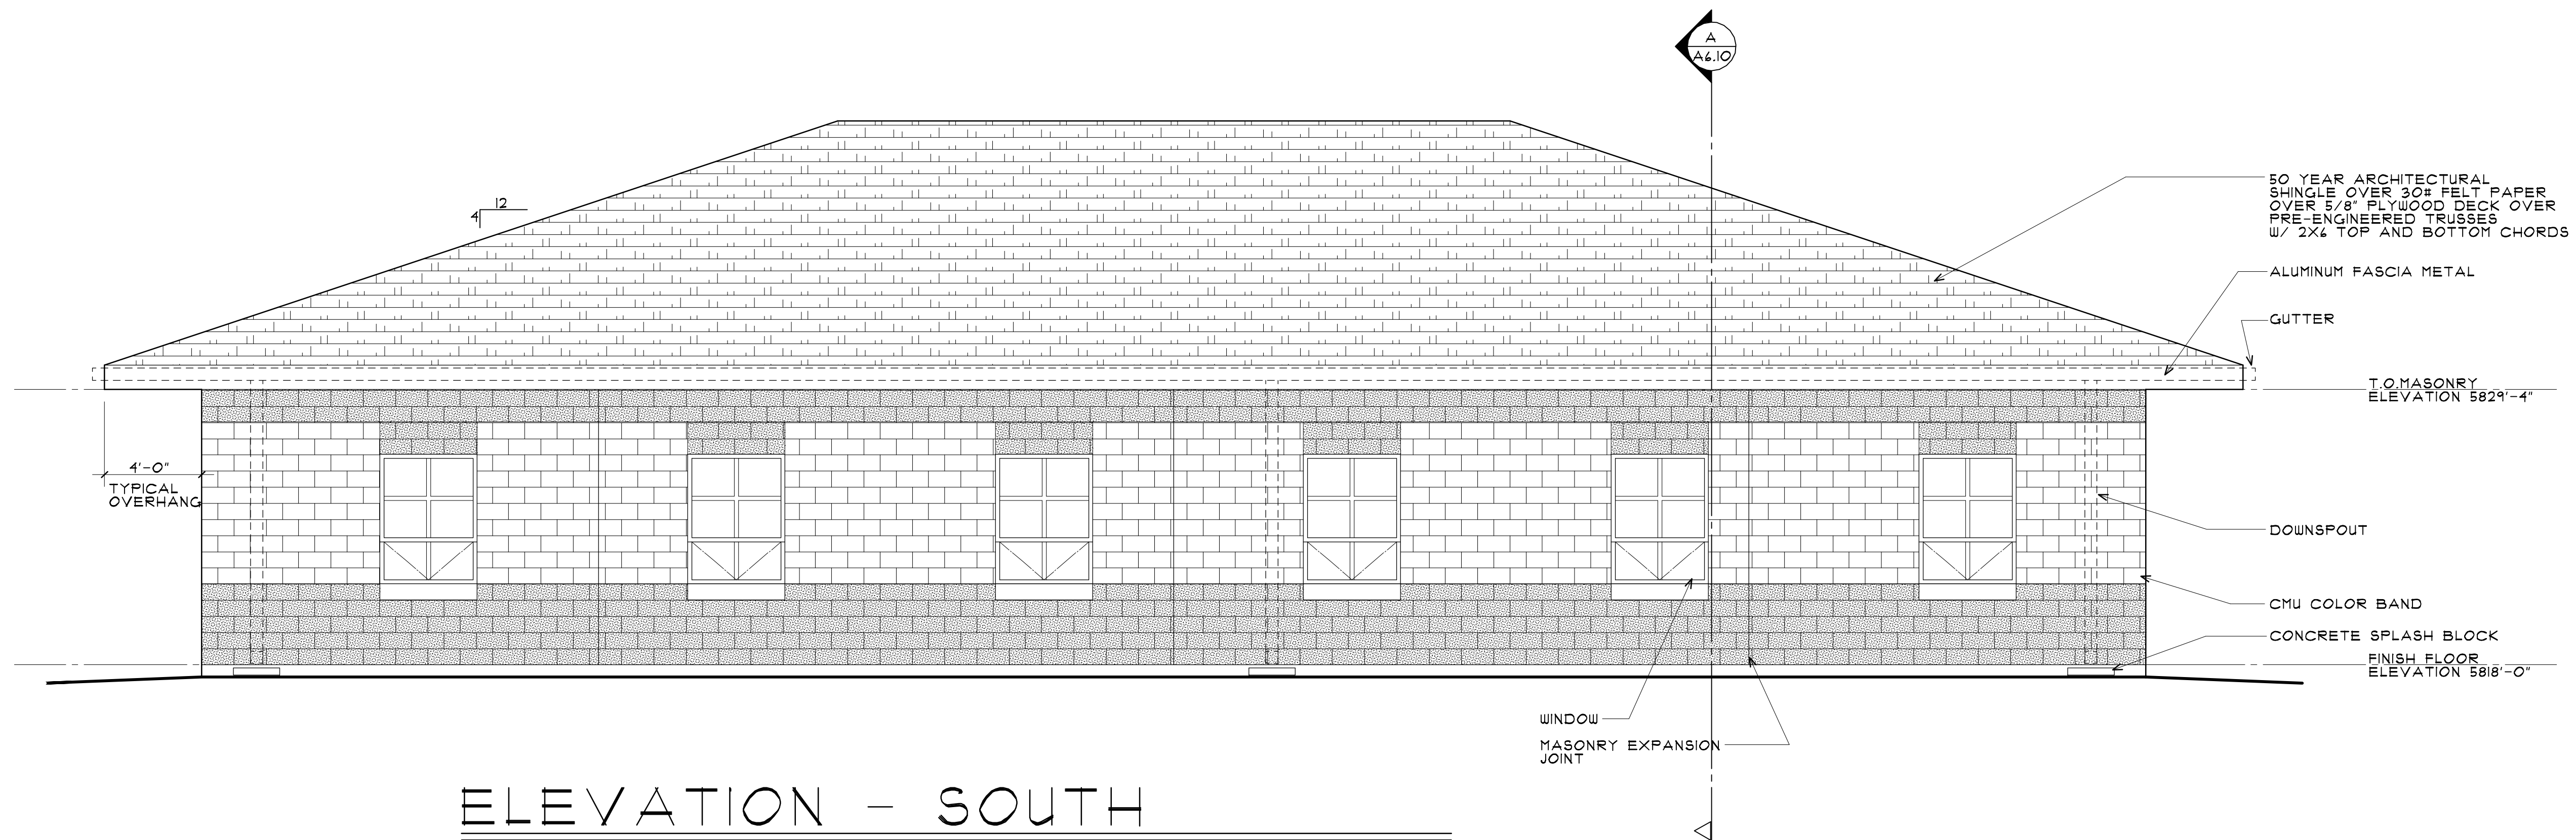 A
A6.10
12
4
50 YEAR ARCHITECTURAL
SHINGLE OVER 30# FELT PAPER
OVER 5/8" PLYWOOD DECK OVER
PRE-ENGINEERED TRUSSES
W/ 2X6 TOP AND BOTTOM CHORDS
ALUMINUM FASCIA METAL
GUTTER
T.O.MASONRY
ELEVATION 5829'-4"
4'-0"
TYPICAL
OVERHANG
DOWNSPOUT
CMU COLOR BAND
CONCRETE SPLASH BLOCK
FINISH FLOOR
ELEVATION 5818'-0"
WINDOW
MASONRY EXPANSION
JOINT
ELEVATION - SOUTH